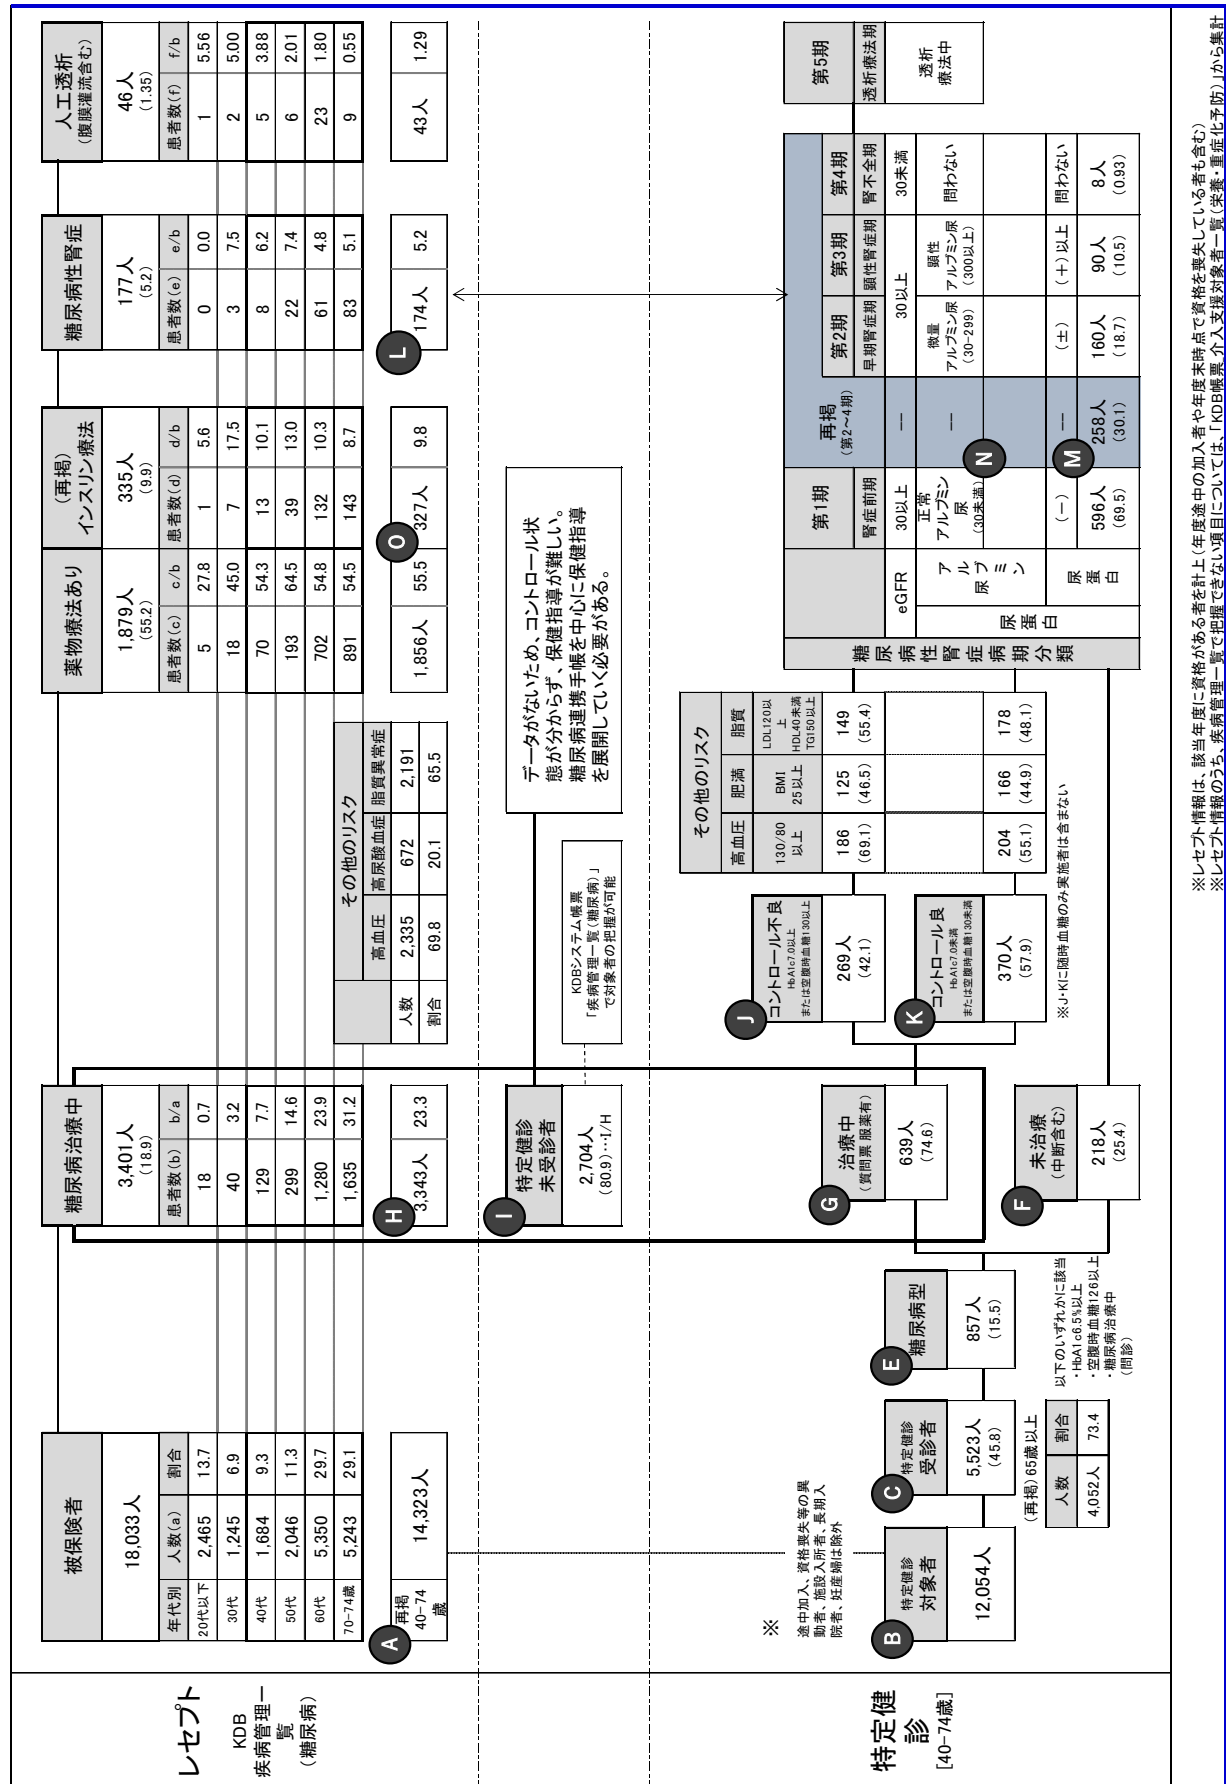 レセプト
KDB
疾病管理一
覧
(糖尿病)
被保険者
18,033人
年代別 人数(a) 割合
20代以下 2,465 13.7
30代 1,245 6.9
40代 1,684 9.3
50代 2,046 11.3
60代 5,350 29.7
70-74歳 5,243 29.1
A
再掲
40-74
歳
14,323人
糖尿病治療中
3,401人
(18.9)
患者数(b) b/a
18 0.7
40 3.2
129 7.7
299 14.6
1,280 23.9
1,635 31.2
H
3,343人 23.3
その他のリスク
高血圧 高尿酸血症 脂質異常症
人数 2,335 672 2,191
割合 69.8 20.1 65.5
薬物療法あり
1,879人
(55.2)
患者数(c) c/b
5 27.8
18 45.0
70 54.3
193 64.5
702 54.8
891 54.5
1,856人 55.5
(再掲)
インスリン療法
335人
(9.9)
患者数(d) d/b
1 5.6
7 17.5
13 10.1
39 13.0
132 10.3
143 8.7
O
327人 9.8
糖尿病性腎症
177人
(5.2)
患者数(e) e/b
0 0.0
3 7.5
8 6.2
22 7.4
61 4.8
83 5.1
L
174人 5.2
人工透析
(腹膜灌流含む)
46人
(1.35)
患者数(f) f/b
1 5.56
2 5.00
5 3.88
6 2.01
23 1.80
9 0.55
43人 1.29
I
特定健診
未受診者
2,704人
(80.9)…I/H
KDBシステム帳票
「疾病管理一覧(糖尿病)」
で対象者の把握が可能
データがないため、コントロール状
態が分からず、保健指導が難しい。
糖尿病連携手帳を中心に保健指導
を展開していく必要がある。
特定健
診
[40-74歳]
※
途中加入、資格喪失等の異
動者、施設入所者、長期入
院者、妊産婦は除外
B
特定健診
対象者
12,054人
C
特定健診
受診者
5,523人
(45.8)
(再掲)65歳以上
人数 割合
4,052人 73.4
E
糖尿病型
857人
(15.5)
以下のいずれかに該当
・HbA1c6.5%以上
・空腹時血糖126以上
・糖尿病治療中
(問診)
G
治療中
(質問票 服薬有)
639人
(74.6)
F
未治療
(中断含む)
218人
(25.4)
J
コントロール不良
HbA1c7.0以上
または空腹時血糖130以上
269人
(42.1)
K
コントロール良
HbA1c7.0未満
または空腹時血糖130未満
370人
(57.9)
※J・Kに随時血糖のみ実施者は含まない
その他のリスク
高血圧 肥満 脂質
130/80
以上
BMI
25以上
LDL120以
上
HDL40未満
TG150以上
186 125 149
(69.1) (46.5) (55.4)
204 166 178
(55.1) (44.9) (48.1)
糖尿病性腎症病期分類
eGFR
尿蛋白
アルブミン尿
尿蛋白
第1期
腎症前期
30以上
正常
アルブミン
尿
(30未満)
(－)
596人
(69.5)
再掲
(第2～4期)
---
---
N
---
M
258人
(30.1)
第2期 第3期 第4期
早期腎症期 顕性腎症期 腎不全期
30以上 30未満
微量
アルブミン尿
(30-299)
顕性
アルブミン尿
(300以上)
問わない
(±) (+)以上 問わない
160人 90人 8人
(18.7) (10.5) (0.93)
第5期
透析療法期
透析
療法中
※レセプト情報は、該当年度に資格がある者を計上(年度途中の加入者や年度末時点で資格を喪失している者も含む)
※レセプト情報のうち、疾病管理一覧で把握できない項目については、「KDB帳票_介入支援対象者一覧(栄養・重症化予防)」から集計